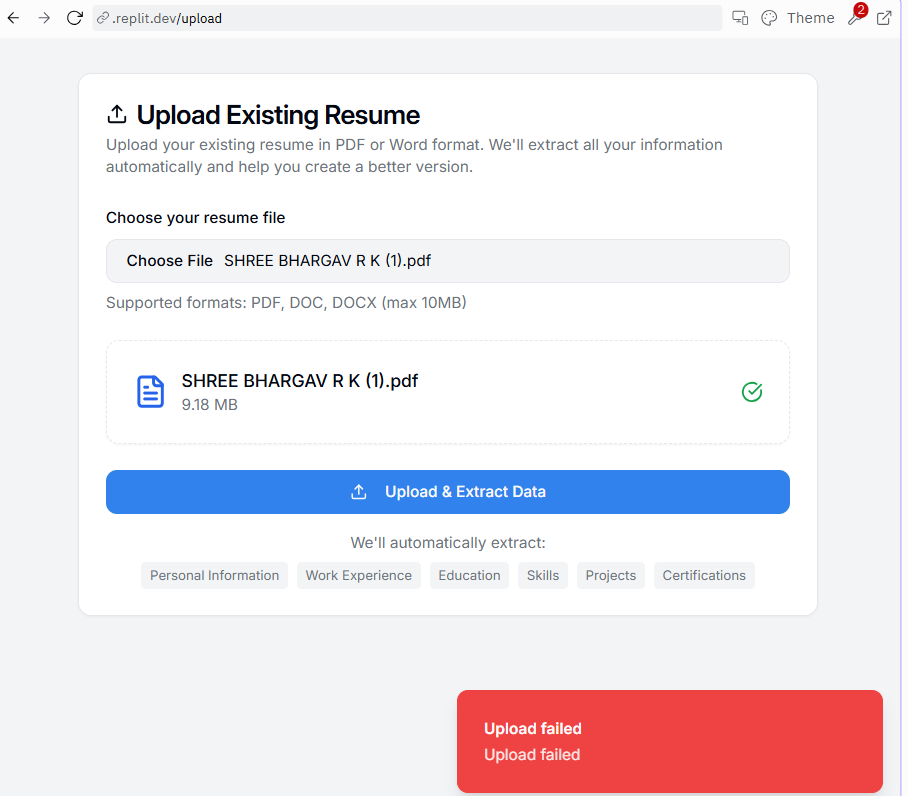 .replit.dev/upload
Theme
2
Upload Existing Resume
Upload your existing resume in PDF or Word format. We'll extract all your information
automatically and help you create a better version.
Choose your resume file
Choose File SHREE BHARGAV R K (1).pdf
Supported formats: PDF, DOC, DOCX (max 10MB)
SHREE BHARGAV R K (1).pdf
9.18 MB
Upload & Extract Data
We'll automatically extract:
Personal Information Work Experience Education Skills Projects Certifications
Upload failed
Upload failed